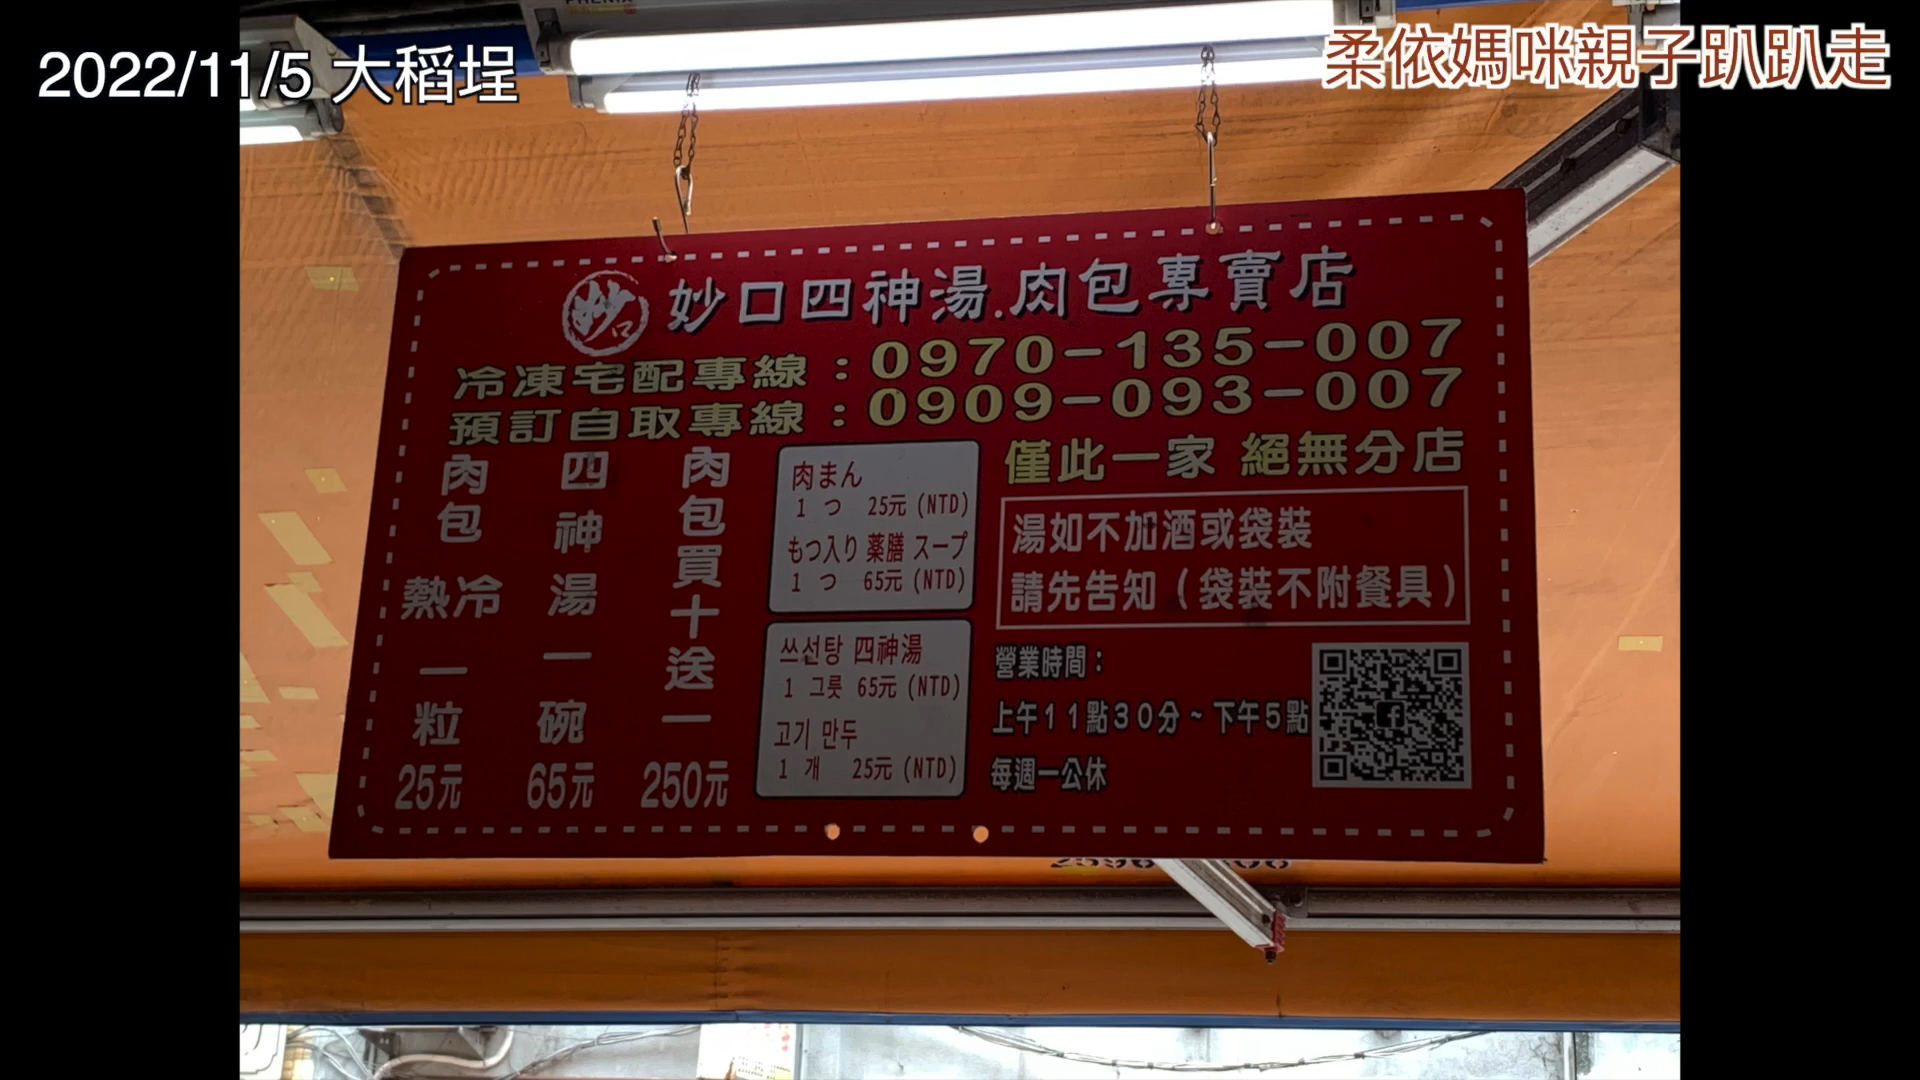 2022/11/5 大稻埕
柔依媽咪親子趴趴走
妙口四神湯.肉包專賣店
冷凍宅配專線：0970-135-007
預訂自取專線：0909-093-007
僅此一家 絕無分店
肉包 熱冷 一粒 25元
四神湯 一碗 65元
肉包買十送一 250元
肉まん
1 つ 25元 (NTD)
もつ入り 薬膳 スープ
1 つ 65元 (NTD)
쓰선탕 四神湯
1 그릇 65元 (NTD)
고기 만두
1 개 25元 (NTD)
湯如不加酒或袋裝
請先告知（袋裝不附餐具）
營業時間：
上午11點30分~下午5點
每週一公休